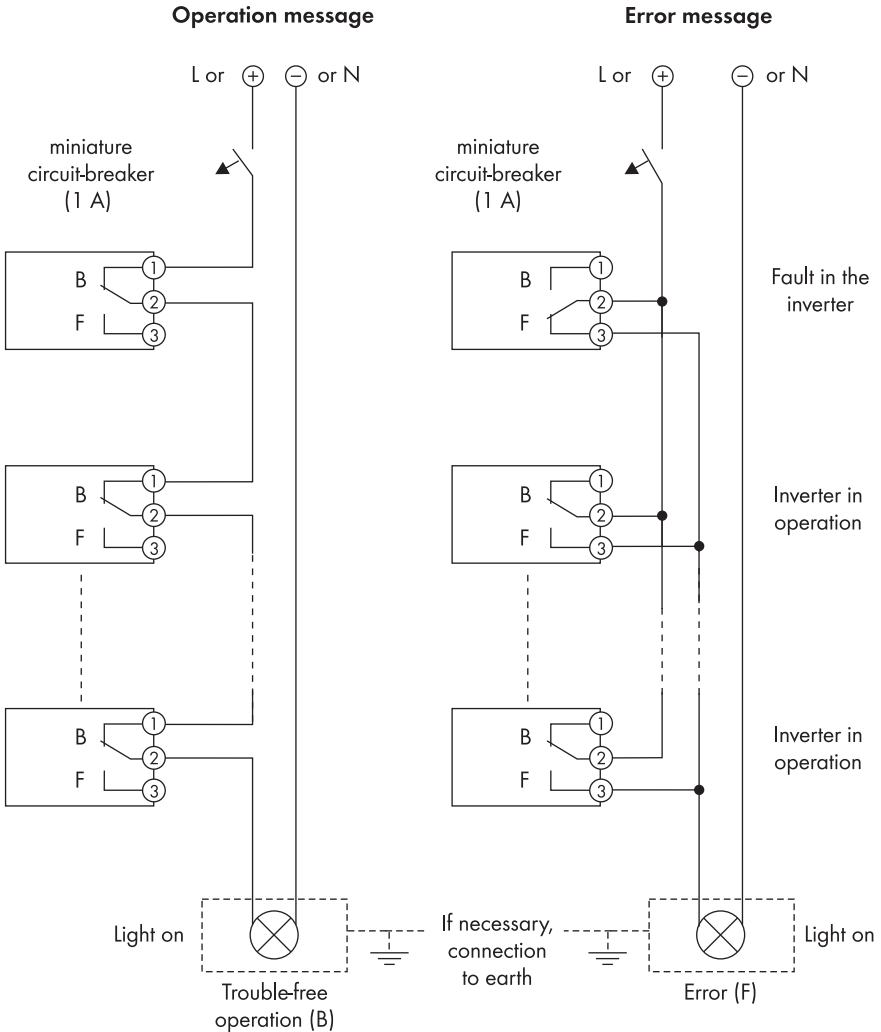 Operation message
Error message
L or + − or N
L or + − or N
miniature
circuit-breaker
(1 A)
miniature
circuit-breaker
(1 A)
B
F
1
2
3
B
F
1
2
3
Fault in the
inverter
B
F
1
2
3
B
F
1
2
3
Inverter in
operation
B
F
1
2
3
B
F
1
2
3
Inverter in
operation
Light on
If necessary,
connection
to earth
Light on
Trouble-free
operation (B)
Error (F)